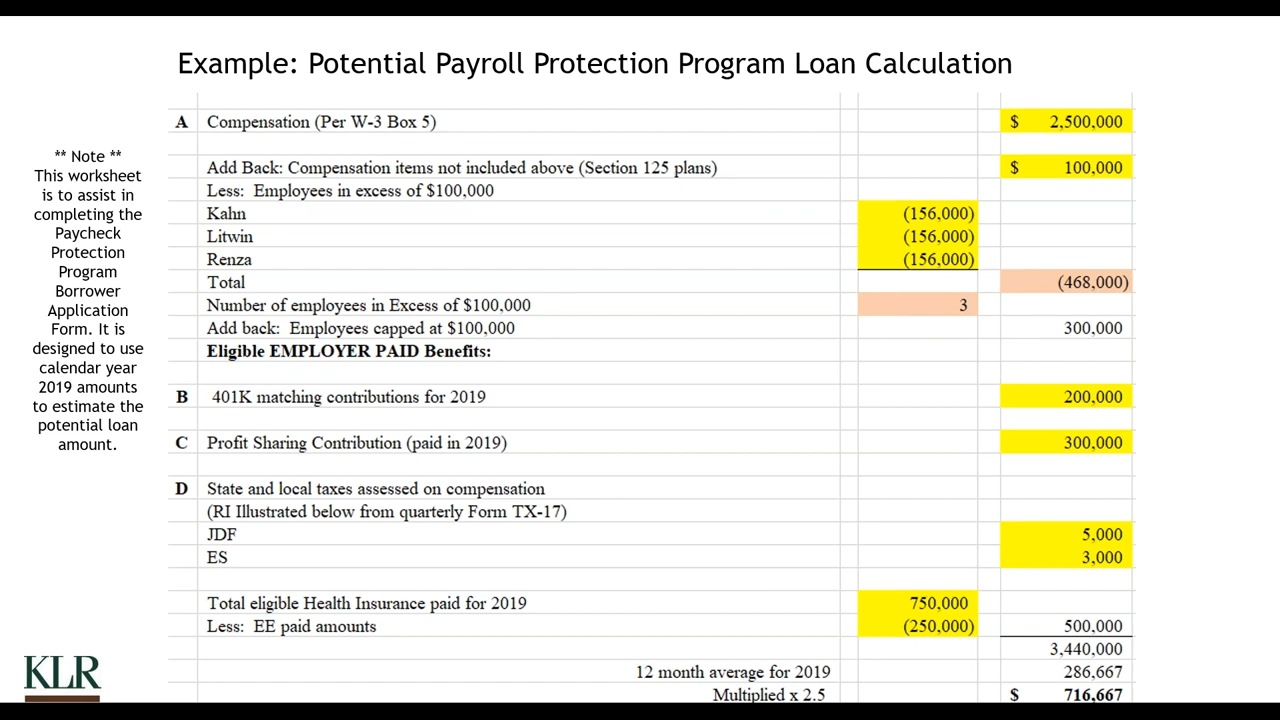 Example: Potential Payroll Protection Program Loan Calculation
** Note **
This worksheet
is to assist in
completing the
Paycheck
Protection
Program
Borrower
Application
Form. It is
designed to use
calendar year
2019 amounts
to estimate the
potential loan
amount.
A Compensation (Per W-3 Box 5) $ 2,500,000
Add Back: Compensation items not included above (Section 125 plans) $ 100,000
Less: Employees in excess of $100,000
Kahn (156,000)
Litwin (156,000)
Renza (156,000)
Total (468,000)
Number of employees in Excess of $100,000 3
Add back: Employees capped at $100,000 300,000
Eligible EMPLOYER PAID Benefits:
B 401K matching contributions for 2019 200,000
C Profit Sharing Contribution (paid in 2019) 300,000
D State and local taxes assessed on compensation
(RI Illustrated below from quarterly Form TX-17)
JDF 5,000
ES 3,000
Total eligible Health Insurance paid for 2019 750,000
Less: EE paid amounts (250,000) 500,000
3,440,000
12 month average for 2019 286,667
Multiplied x 2.5 $ 716,667
KLR